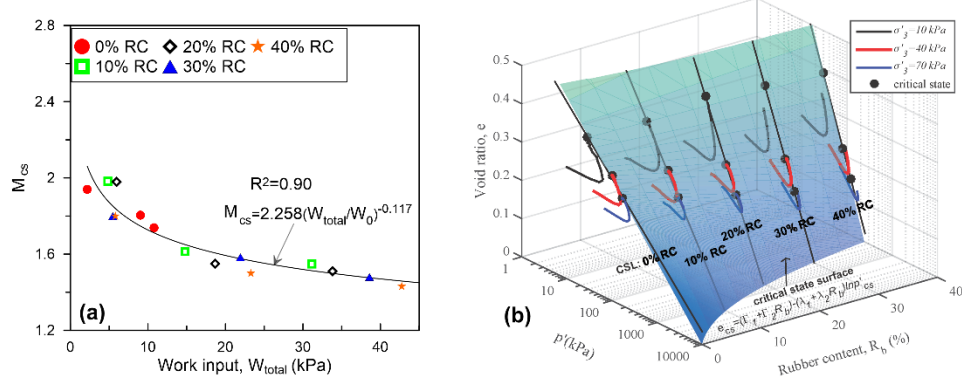 2.8
2.4
2
1.6
1.2
M_cs
0% RC
20% RC
40% RC
10% RC
30% RC
R²=0.90
M_cs=2.258(W_total/W_0)^-0.117
(a)
0 10 20 30 40
Work input, W_total (kPa)
σ'_3=10 kPa
σ'_3=40 kPa
σ'_3=70 kPa
critical state
0.5
0.4
0.3
0.2
0.1
0
Void ratio, e
CSL: 0% RC
10% RC
20% RC
30% RC
40% RC
critical state surface
e_cs=(Γ_1+Γ_2R_b)-(λ_1+λ_2R_b)lnp'_cs
(b)
1
10
100
1000
10000
p'(kPa)
0
10
20
30
40
Rubber content, R_b (%)